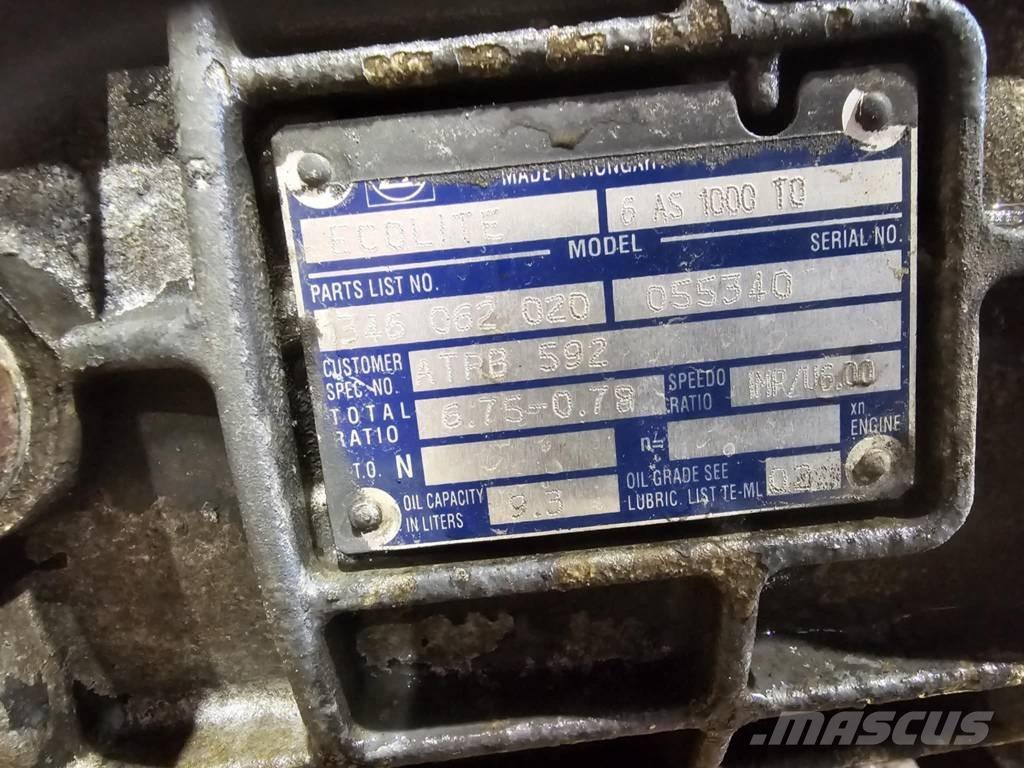 MADE IN HUNGARY
ECOLITE 6 AS 1000 TO
MODEL
PARTS LIST NO. SERIAL NO.
1346 062 020 055340
CUSTOMER SPEC.-NO. ATRB 592
TOTAL RATIO 6.75-0.78 SPEEDO RATIO IMP/U6.00
P.T.O. N n= xn ENGINE
OIL CAPACITY IN LITERS 9.3 OIL GRADE SEE LUBRIC. LIST TE-ML 02
MASCUS